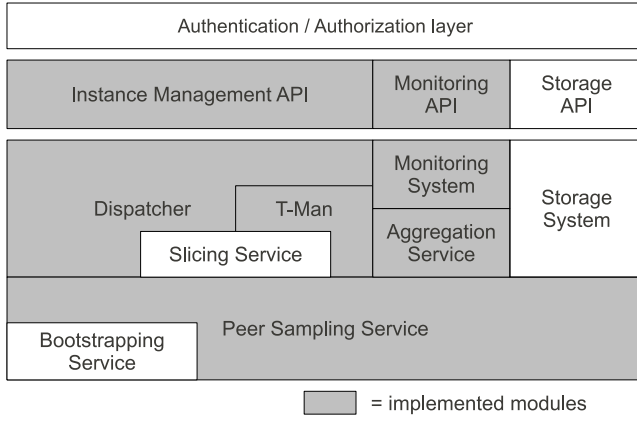 Authentication / Authorization layer
Instance Management API
Monitoring
API
Storage
API
Dispatcher
T-Man
Slicing Service
Monitoring
System
Aggregation
Service
Storage
System
Peer Sampling Service
Bootstrapping
Service
= implemented modules